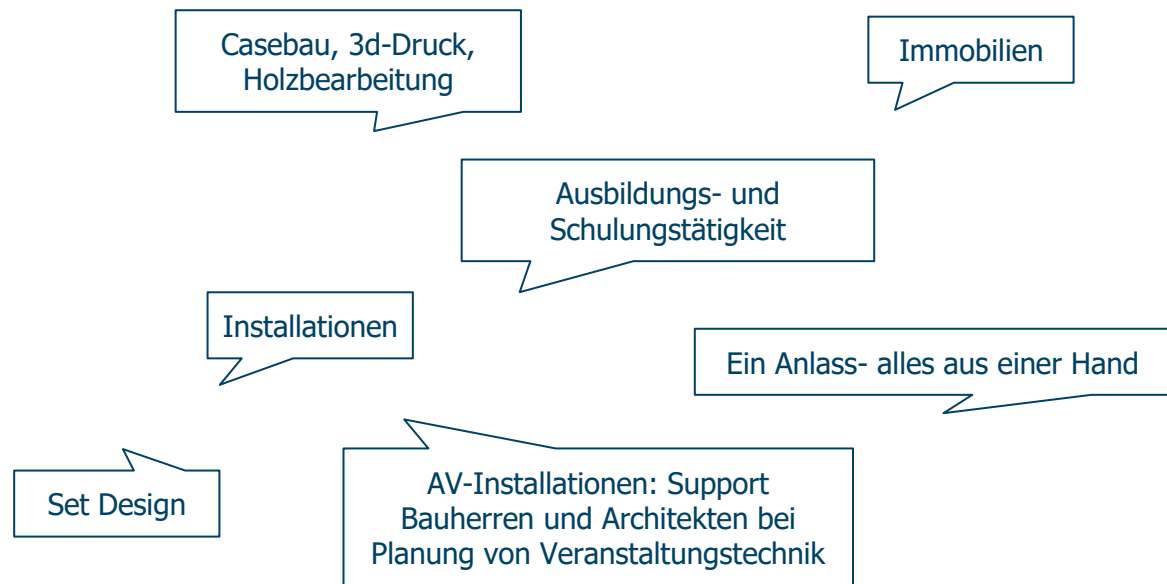 Casebau, 3d-Druck,
Holzbearbeitung
Immobilien
Ausbildungs- und
Schulungstätigkeit
Installationen
Ein Anlass- alles aus einer Hand
Set Design
AV-Installationen: Support
Bauherren und Architekten bei
Planung von Veranstaltungstechnik